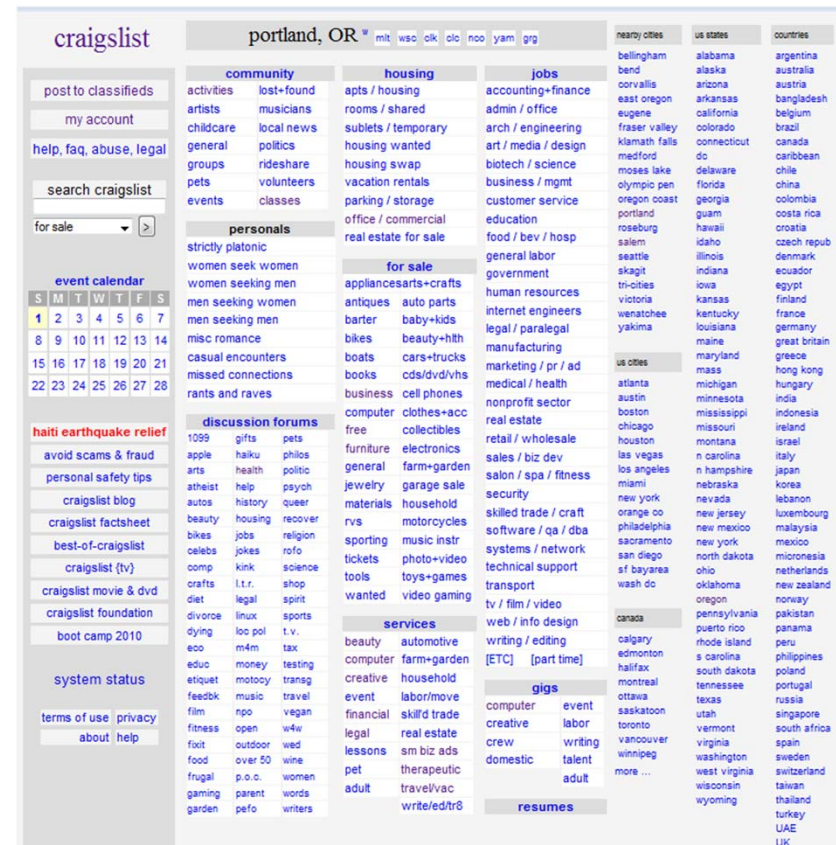 craigslist
post to classifieds
my account
help, faq, abuse, legal
search craigslist
for sale
>
event calendar
S M T W T F S
1 2 3 4 5 6 7
8 9 10 11 12 13 14
15 16 17 18 19 20 21
22 23 24 25 26 27 28
haiti earthquake relief
avoid scams & fraud
personal safety tips
craigslist blog
craigslist factsheet
best-of-craigslist
craigslist {tv}
craigslist movie & dvd
craigslist foundation
boot camp 2010
system status
terms of use privacy
about help
portland, OR w mlt wsc clk clc nco yam grg
community
activities lost+found
artists musicians
childcare local news
general politics
groups rideshare
pets volunteers
events classes
personals
strictly platonic
women seek women
women seeking men
men seeking women
men seeking men
misc romance
casual encounters
missed connections
rants and raves
discussion forums
1099 gifts pets
apple haiku philos
arts health politic
atheist help psych
autos history queer
beauty housing recover
bikes jobs religion
celebs jokes rofo
comp kink science
crafts l.t.r. shop
diet legal spirit
divorce linux sports
dying loc pol t.v.
eco m4m tax
educ money testing
etiquet motocy transg
feedbk music travel
film npo vegan
fitness open w4w
fixit outdoor wed
food over 50 wine
frugal p.o.c. women
gaming parent words
garden pefo writers
housing
apts / housing
rooms / shared
sublets / temporary
housing wanted
housing swap
vacation rentals
parking / storage
office / commercial
real estate for sale
for sale
appliances arts+crafts
antiques auto parts
barter baby+kids
bikes beauty+hlth
boats cars+trucks
books cds/dvd/vhs
business cell phones
computer clothes+acc
free collectibles
furniture electronics
general farm+garden
jewelry garage sale
materials household
rvs motorcycles
sporting music instr
tickets photo+video
tools toys+games
wanted video gaming
services
beauty automotive
computer farm+garden
creative household
event labor/move
financial skill'd trade
legal real estate
lessons sm biz ads
pet therapeutic
adult travel/vac
write/ed/tr8
jobs
accounting+finance
admin / office
arch / engineering
art / media / design
biotech / science
business / mgmt
customer service
education
food / bev / hosp
general labor
government
human resources
internet engineers
legal / paralegal
manufacturing
marketing / pr / ad
medical / health
nonprofit sector
real estate
retail / wholesale
sales / biz dev
salon / spa / fitness
security
skilled trade / craft
software / qa / dba
systems / network
technical support
transport
tv / film / video
web / info design
writing / editing
[ETC] [part time]
gigs
computer event
creative labor
crew writing
domestic talent
adult
resumes
nearby cities
bellingham
bend
corvallis
east oregon
eugene
fraser valley
klamath falls
medford
moses lake
olympic pen
oregon coast
portland
roseburg
salem
seattle
skagit
tri-cities
victoria
wenatchee
yakima
us cities
atlanta
austin
boston
chicago
houston
las vegas
los angeles
miami
new york
orange co
philadelphia
sacramento
san diego
sf bayarea
wash dc
canada
calgary
edmonton
halifax
montreal
ottawa
saskatoon
toronto
vancouver
winnipeg
more ...
us states
alabama
alaska
arizona
arkansas
california
colorado
connecticut
dc
delaware
florida
georgia
guam
hawaii
idaho
illinois
indiana
iowa
kansas
kentucky
louisiana
maine
maryland
mass
michigan
minnesota
mississippi
missouri
montana
n carolina
n hampshire
nebraska
nevada
new jersey
new mexico
new york
north dakota
ohio
oklahoma
oregon
pennsylvania
puerto rico
rhode island
s carolina
south dakota
tennessee
texas
utah
vermont
virginia
washington
west virginia
wisconsin
wyoming
countries
argentina
australia
austria
bangladesh
belgium
brazil
canada
caribbean
chile
china
colombia
costa rica
croatia
czech repub
denmark
ecuador
egypt
finland
france
germany
great britain
greece
hong kong
hungary
india
indonesia
ireland
israel
italy
japan
korea
lebanon
luxembourg
malaysia
mexico
micronesia
netherlands
new zealand
norway
pakistan
panama
peru
philippines
poland
portugal
russia
singapore
south africa
spain
sweden
switzerland
taiwan
thailand
turkey
UAE
UK